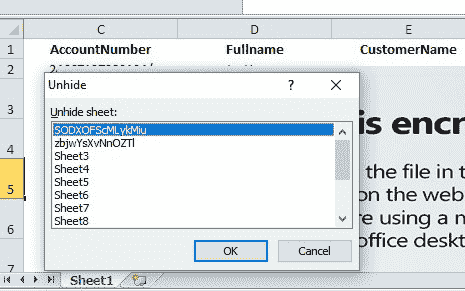 C D E
1 AccountNumber Fullname CustomerName
2
Unhide ? ×
3
Unhide sheet:
SODXOFScMLykMiu
zbjwYsXvNnOZTl
Sheet3
Sheet4
Sheet5
Sheet6
Sheet7
Sheet8
OK Cancel
is encr
4
the file in t
5
on the web
re using a m
6
office deskt
7
Sheet1